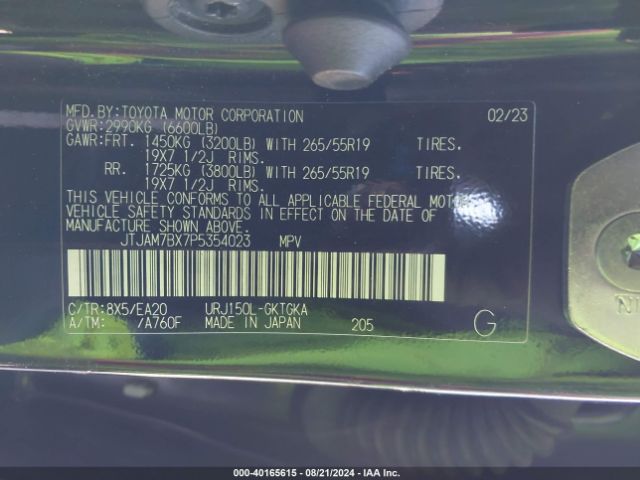 MFD.BY:TOYOTA MOTOR CORPORATION 02/23
GVWR:2990KG (6600LB)
GAWR:FRT. 1450KG (3200LB) WITH 265/55R19 TIRES.
19X7 1/2J RIMS.
RR. 1725KG (3800LB) WITH 265/55R19 TIRES.
19X7 1/2J RIMS.
THIS VEHICLE CONFORMS TO ALL APPLICABLE FEDERAL MOTOR
VEHICLE SAFETY STANDARDS IN EFFECT ON THE DATE OF
MANUFACTURE SHOWN ABOVE.
JTJAM7BX7P5354023 MPV
C/TR:8X5/EA20 URJ150L-GKTGKA
A/TM: /A760F MADE IN JAPAN 205 G
000-40165615 - 08/21/2024 - IAA Inc.